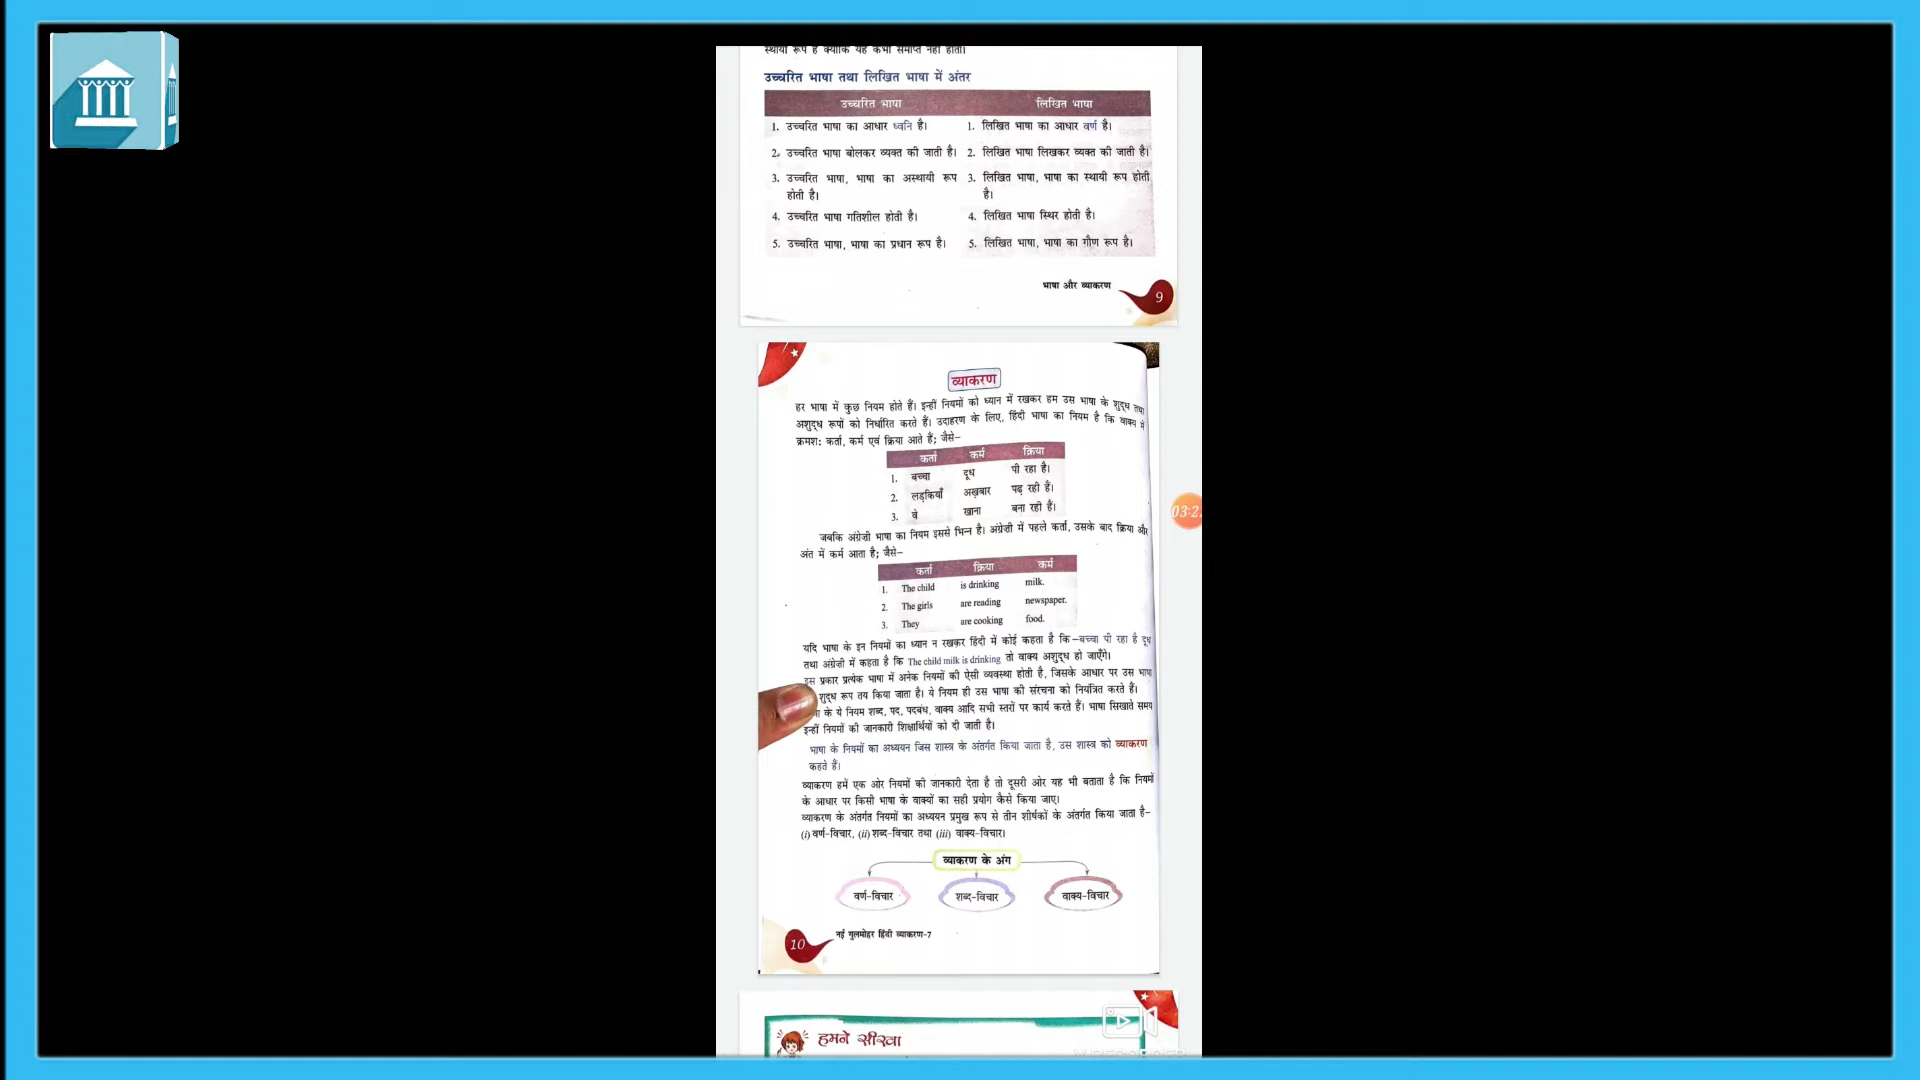 स्थायी रूप है क्योंकि यह कभी समाप्त नहीं होता।
उच्चरित भाषा तथा लिखित भाषा में अंतर
उच्चरित भाषा लिखित भाषा
1. उच्चरित भाषा का आधार ध्वनि है। 1. लिखित भाषा का आधार वर्ण है।
2. उच्चरित भाषा बोलकर व्यक्त की जाती है। 2. लिखित भाषा लिखकर व्यक्त की जाती है।
3. उच्चरित भाषा, भाषा का अस्थायी रूप 3. लिखित भाषा, भाषा का स्थायी रूप होती
होती है। है।
4. उच्चरित भाषा गतिशील होती है। 4. लिखित भाषा स्थिर होती है।
5. उच्चरित भाषा, भाषा का प्रधान रूप है। 5. लिखित भाषा, भाषा का गौण रूप है।
भाषा और व्याकरण 9
व्याकरण
हर भाषा में कुछ नियम होते हैं। इन्हीं नियमों को ध्यान में रखकर हम उस भाषा के शुद्ध तथा
अशुद्ध रूपों को निर्धारित करते हैं। उदाहरण के लिए, हिंदी भाषा का नियम है कि वाक्य में
क्रमश: कर्ता, कर्म एवं क्रिया आते हैं; जैसे–
कर्ता कर्म क्रिया
1. बच्चा दूध पी रहा है।
2. लड़कियाँ अख़बार पढ़ रही हैं।
3. वे खाना बना रही हैं।
जबकि अंग्रेज़ी भाषा का नियम इससे भिन्न है। अंग्रेज़ी में पहले कर्ता, उसके बाद क्रिया और
अंत में कर्म आता है; जैसे–
कर्ता क्रिया कर्म
1. The child is drinking milk.
2. The girls are reading newspaper.
3. They are cooking food.
यदि भाषा के इन नियमों का ध्यान न रखकर हिंदी में कोई कहता है कि–बच्चा पी रहा है दूध
तथा अंग्रेज़ी में कहता है कि The child milk is drinking तो वाक्य अशुद्ध हो जाएँगे।
इस प्रकार प्रत्येक भाषा में अनेक नियमों की ऐसी व्यवस्था होती है, जिसके आधार पर उस भाषा
शुद्ध रूप तय किया जाता है। ये नियम ही उस भाषा की संरचना को नियंत्रित करते हैं।
के ये नियम शब्द, पद, पदबंध, वाक्य आदि सभी स्तरों पर कार्य करते हैं। भाषा सिखाते समय
इन्हीं नियमों की जानकारी शिक्षार्थियों को दी जाती है।
भाषा के नियमों का अध्ययन जिस शास्त्र के अंतर्गत किया जाता है, उस शास्त्र को व्याकरण
कहते हैं।
व्याकरण हमें एक ओर नियमों की जानकारी देता है तो दूसरी ओर यह भी बताता है कि नियमों
के आधार पर किसी भाषा के वाक्यों का सही प्रयोग कैसे किया जाए।
व्याकरण के अंतर्गत नियमों का अध्ययन प्रमुख रूप से तीन शीर्षकों के अंतर्गत किया जाता है–
(i) वर्ण-विचार, (ii) शब्द-विचार तथा (iii) वाक्य-विचार।
व्याकरण के अंग
वर्ण-विचार शब्द-विचार वाक्य-विचार
10 नई गुलमोहर हिंदी व्याकरण-7
हमने सीखा